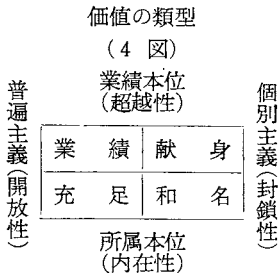 価値の類型
(4 図)
業績本位
(超越性)
普遍主義(開放性)
個別主義(封鎖性)
業績 献身
充足 和名
所属本位
(内在性)